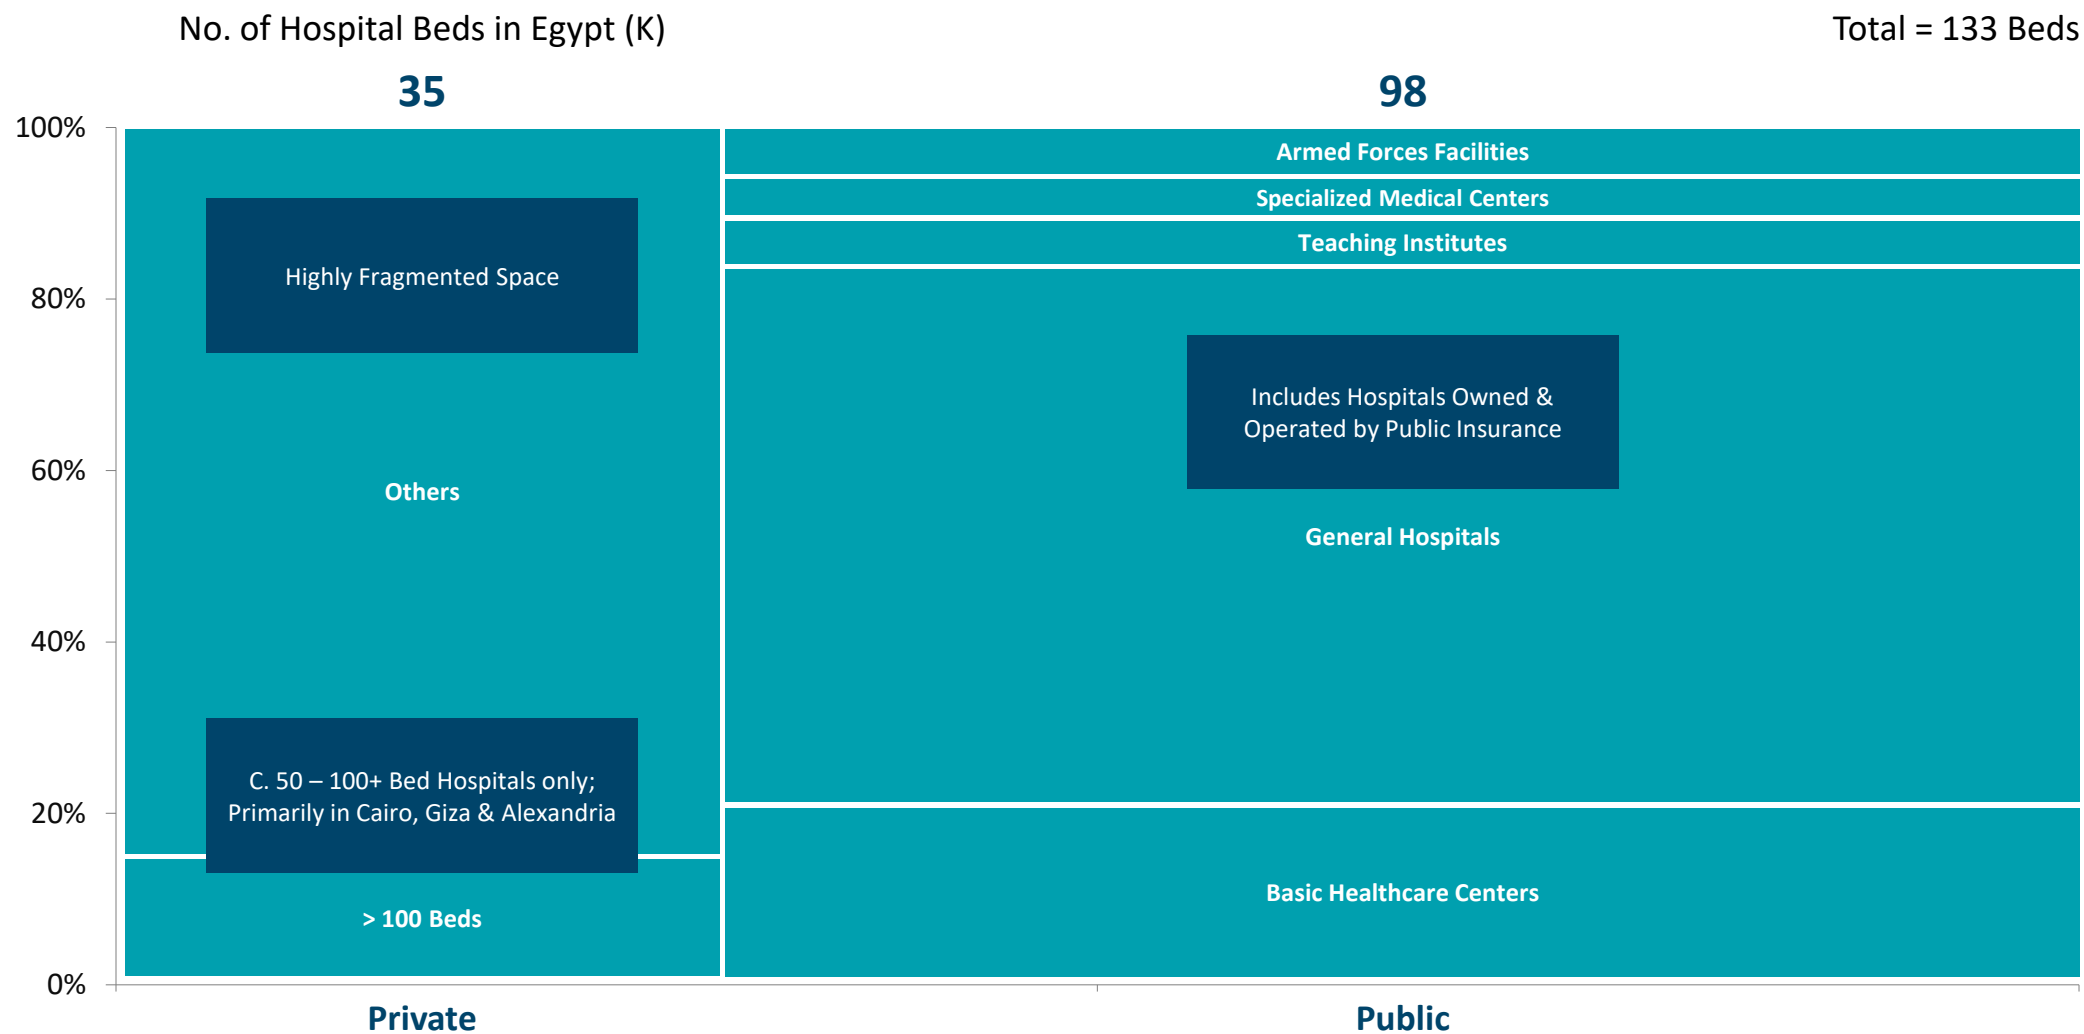 No. of Hospital Beds in Egypt (K)
Total = 133 Beds
35
98
100%
80%
60%
40%
20%
0%
Highly Fragmented Space
Others
C. 50 – 100+ Bed Hospitals only;
Primarily in Cairo, Giza & Alexandria
> 100 Beds
Armed Forces Facilities
Specialized Medical Centers
Teaching Institutes
Includes Hospitals Owned &
Operated by Public Insurance
General Hospitals
Basic Healthcare Centers
Private
Public